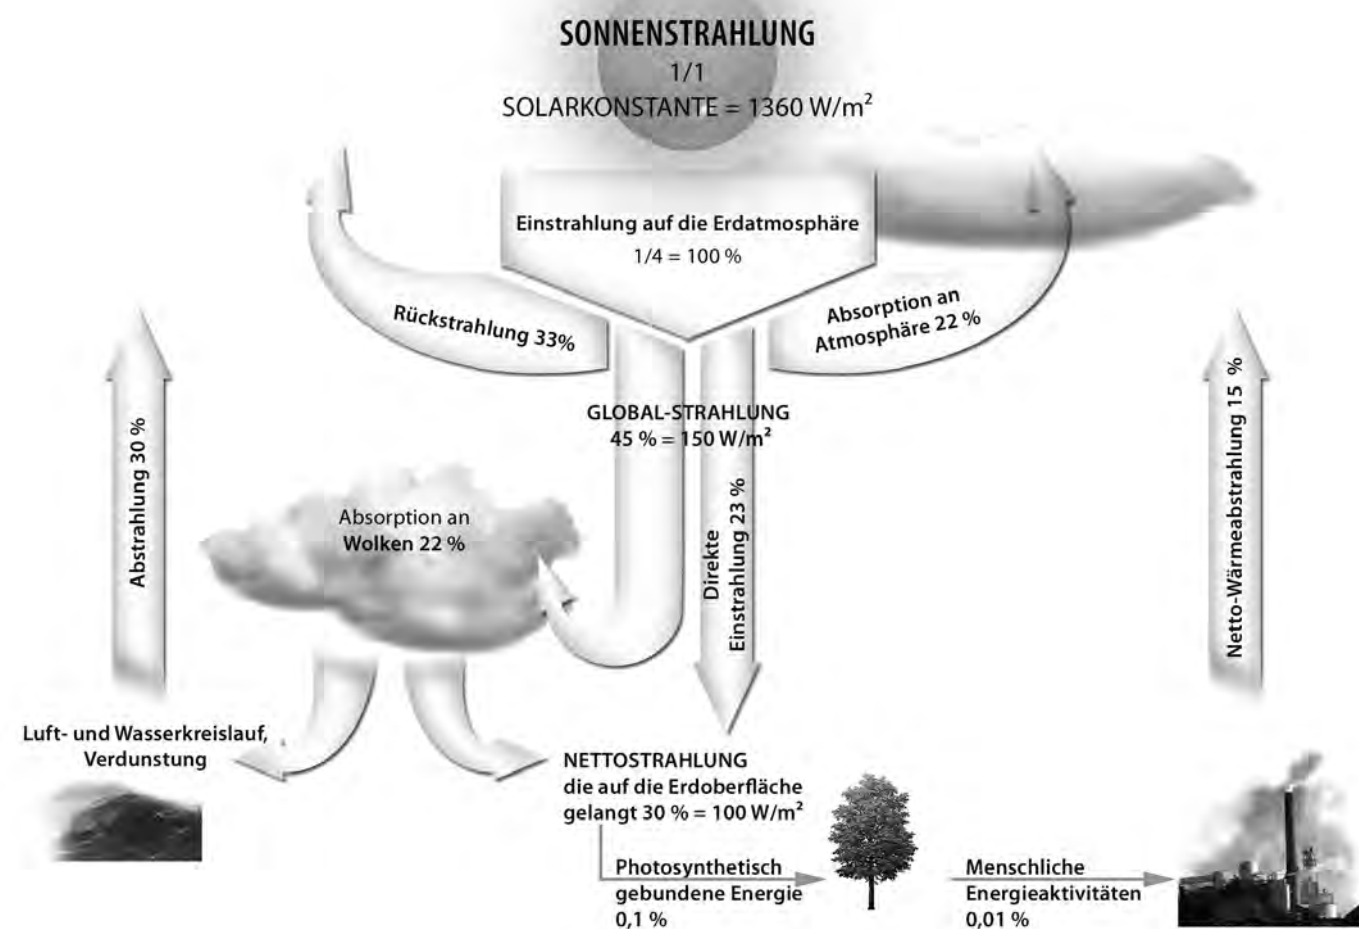 SONNENSTRAHLUNG
1/1
SOLARKONSTANTE = 1360 W/m²
Einstrahlung auf die Erdatmosphäre
1/4 = 100 %
Rückstrahlung 33%
Absorption an
Atmosphäre 22 %
GLOBAL-STRAHLUNG
45 % = 150 W/m²
Abstrahlung 30 %
Absorption an
Wolken 22 %
Direkte
Einstrahlung 23 %
Netto-Wärmeabstrahlung 15 %
Luft- und Wasserkreislauf,
Verdunstung
NETTOSTRAHLUNG
die auf die Erdoberfläche
gelangt 30 % = 100 W/m²
Photosynthetisch
gebundene Energie
0,1 %
Menschliche
Energieaktivitäten
0,01 %